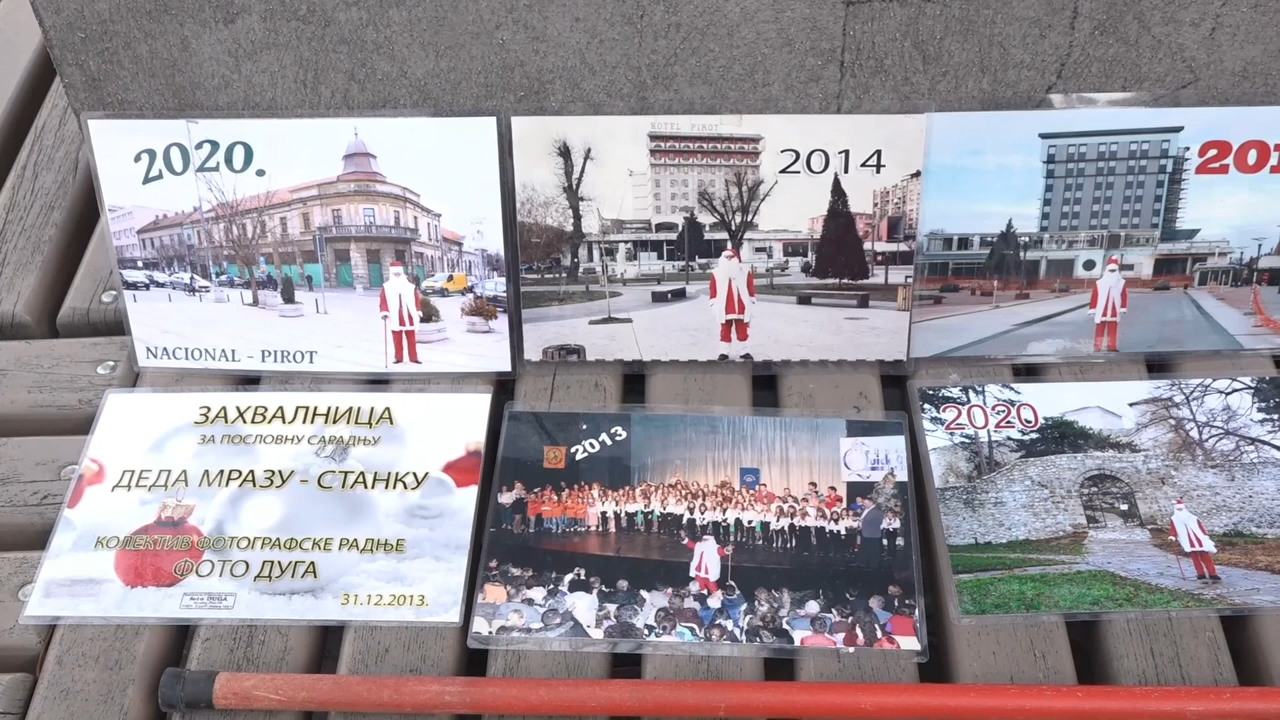 2020.
NACIONAL - PIROT
HOTEL PIROT
2014
201
ЗАХВАЛНИЦА
ЗА ПОСЛОВНУ САРАДЊУ
ДЕДА МРАЗУ - СТАНКУ
КОЛЕКТИВ ФОТОГРАФСКЕ РАДЊЕ
ФОТО ДУГА
31.12.2013.
2013
2020